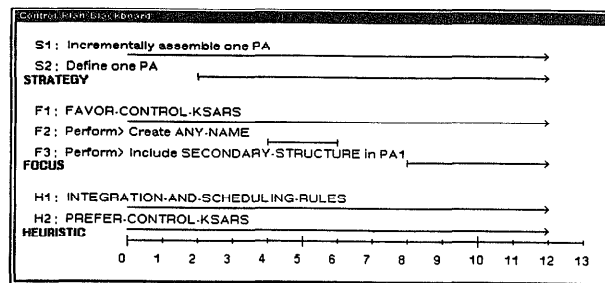 Control Plan Blackboard
S1: Incrementally assemble one PA
S2: Define one PA
STRATEGY
F1: FAVOR-CONTROL-KSARS
F2: Perform> Create ANY-NAME
F3: Perform> Include SECONDARY-STRUCTURE in PA1
FOCUS
H1: INTEGRATION-AND-SCHEDULING-RULES
H2: PREFER-CONTROL-KSARS
HEURISTIC
0 1 2 3 4 5 6 7 8 9 10 11 12 13